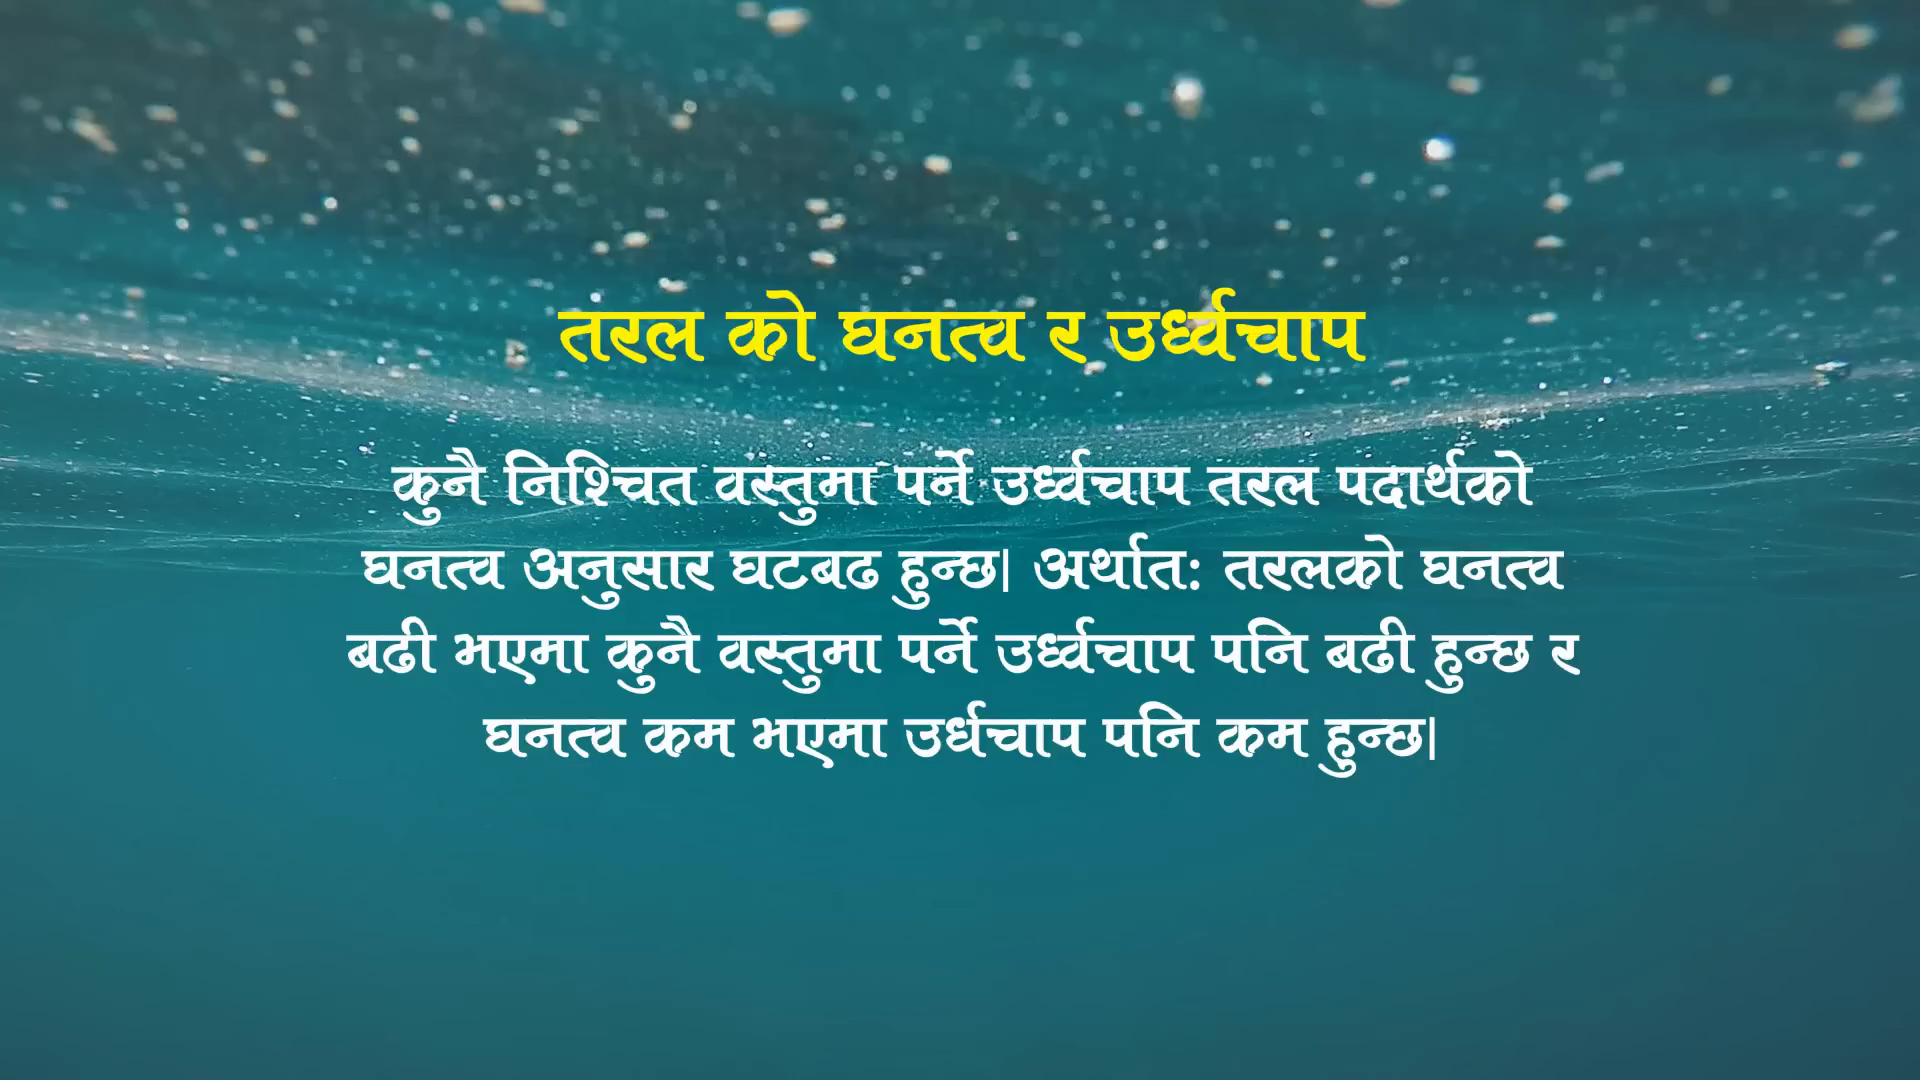 तरल को घनत्व र उर्ध्वचाप
कुनै निश्चित वस्तुमा पर्ने उर्ध्वचाप तरल पदार्थको
घनत्व अनुसार घटबढ हुन्छ| अर्थात: तरलको घनत्व
बढी भएमा कुनै वस्तुमा पर्ने उर्ध्वचाप पनि बढी हुन्छ र
घनत्व कम भएमा उर्धचाप पनि कम हुन्छ|